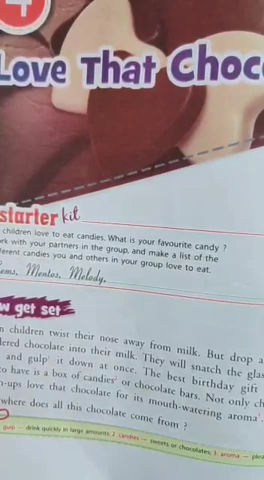 4
Love That Choc
starter kit
children love to eat candies. What is your favourite candy ?
rk with your partners in the group, and make a list of the
ferent candies you and others in your group love to eat.
ems, Mentos, Melody,
w get set
n children twist their nose away from milk. But drop a
dered chocolate into their milk. They will snatch the glas
and gulp¹ it down at once. The best birthday gift
to have is a box of candies² or chocolate bars. Not only ch
n-ups love that chocolate for its mouth-watering aroma³.
where does all this chocolate come from ?
gulp – drink quickly in large amounts 2 candies – sweets or chocolates; 3 aroma – plea